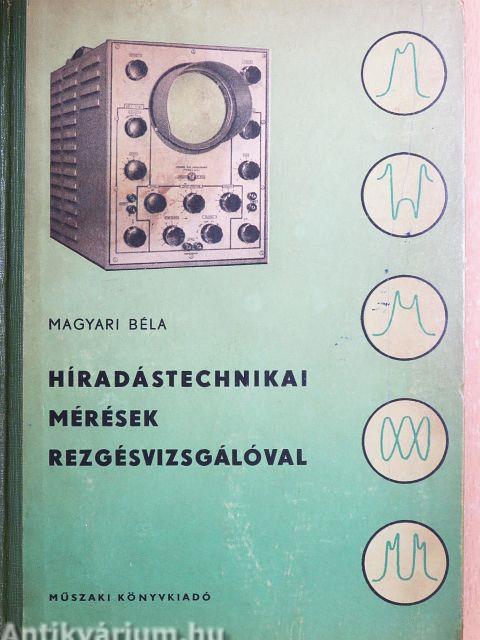 MAGYARI BÉLA
HÍRADÁSTECHNIKAI
MÉRÉSEK
REZGÉSVIZSGÁLÓVAL
MŰSZAKI KÖNYVKIADÓ
Antikvárium.hu